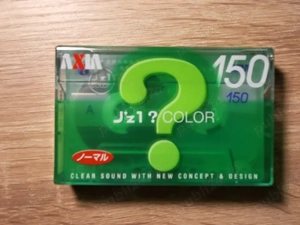 AXIA
150
150
A
J'z1 ? COLOR
ノーマル
CLEAR SOUND WITH NEW CONCEPT & DESIGN